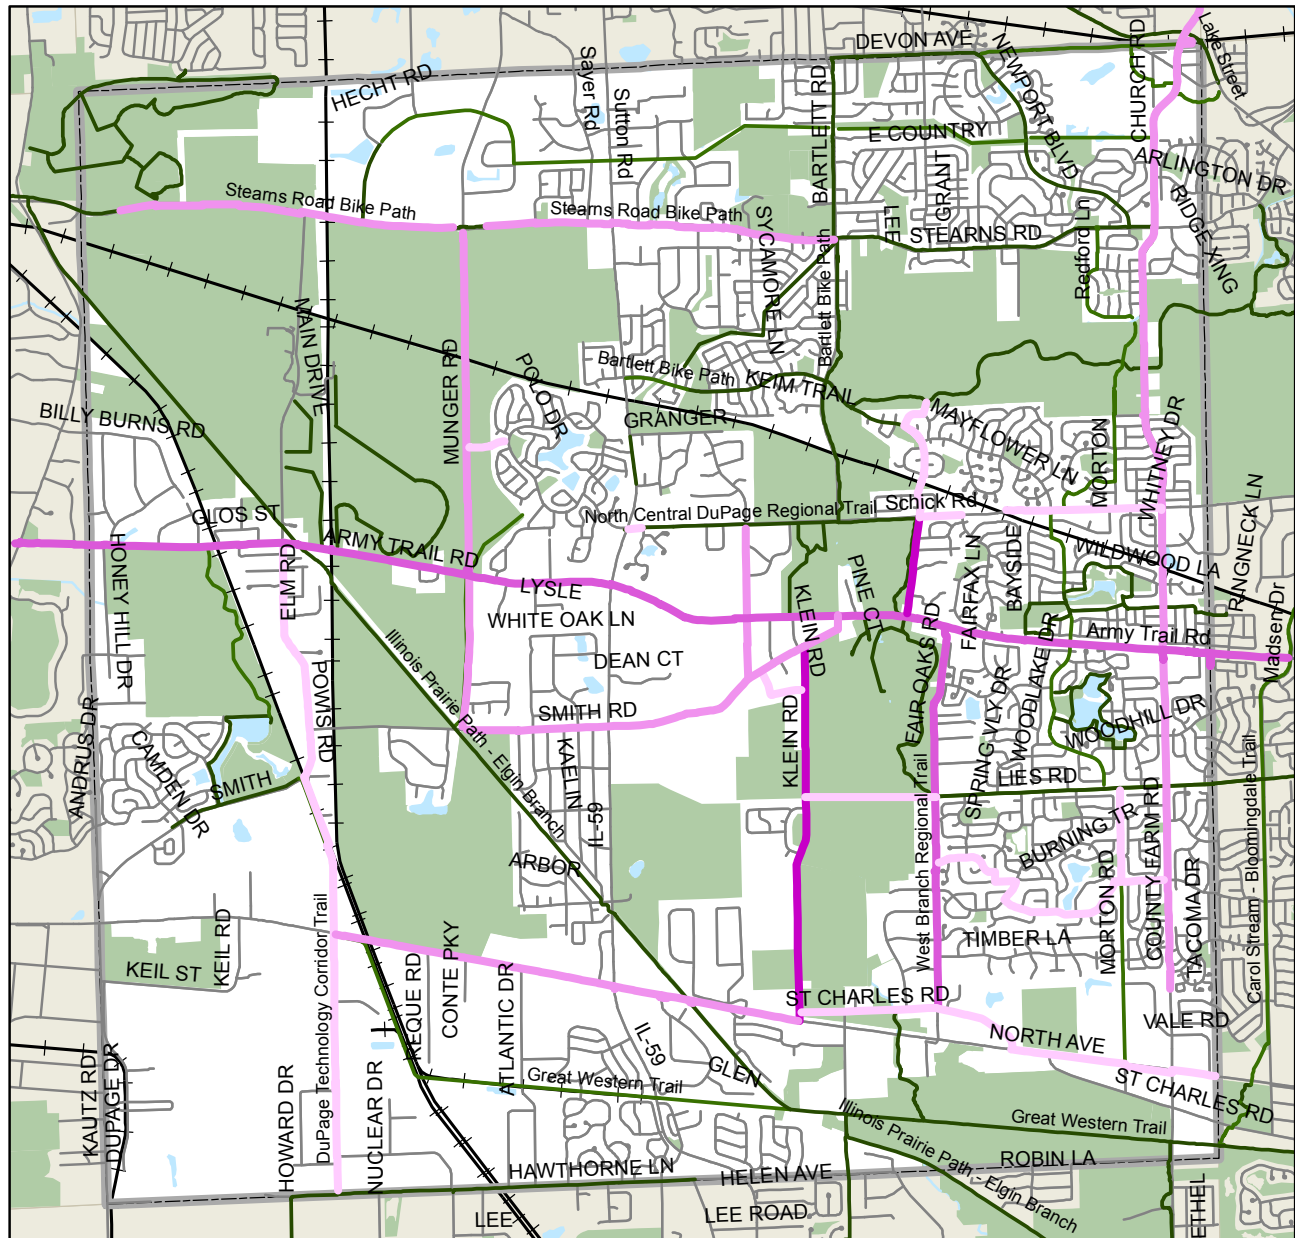 DEVON AVE
Lake Street
HECHT RD
Sayer Rd
Sutton Rd
BARTLETT RD
NEWPORT BLVD
CHURCH RD
E COUNTRY
GRANT
ARLINGTON DR
Stearns Road Bike Path
Stearns Road Bike Path
SYCAMORE LN
LEE
STEARNS RD
Redford Ln
RIDGE XING
Bartlett Bike Path
MAIN DRIVE
MUNGER RD
POLO DR
Bartlett Bike Path
KEIM TRAIL
GRANGER
MAYFLOWER LN
BILLY BURNS RD
MORTON
WHITNEY DR
GLOS ST
North Central DuPage Regional Trail
Schick Rd
RINGNECK LN
HONEY HILL DR
ELM RD
ARMY TRAIL RD
LYSLE
WHITE OAK LN
DEAN CT
KLEIN RD
PINE CT
FAIRFAX LN
BAYSIDE
WILDWOOD LA
Army Trail Rd
Madsen Dr
Illinois Prairie Path - Elgin Branch
POWIS RD
FAIR OAKS RD
WOODLAKE DR
SPRING VLY DR
WOODHILL DR
ANDRUS DR
CAMDEN DR
SMITH
SMITH RD
KAELIN
KLEIN RD
LIES RD
IL-59
ARBOR
West Branch Regional Trail
BURNING TR
MORTON RD
COUNTY FARM RD
TACOMA DR
Carol Stream - Bloomingdale Trail
KEIL RD
KEIL ST
DuPage Technology Corridor Trail
KEQUE RD
CONTE PKY
ATLANTIC DR
TIMBER LA
ST CHARLES RD
NORTH AVE
VALE RD
IL-59
GLEN
KAUTZ RD
DUPAGE DR
HOWARD DR
NUCLEAR DR
Great Western Trail
ST CHARLES RD
Illinois Prairie Path - Elgin Branch
Great Western Trail
HAWTHORNE LN
HELEN AVE
ROBIN LA
LEE
LEE ROAD
ETHEL